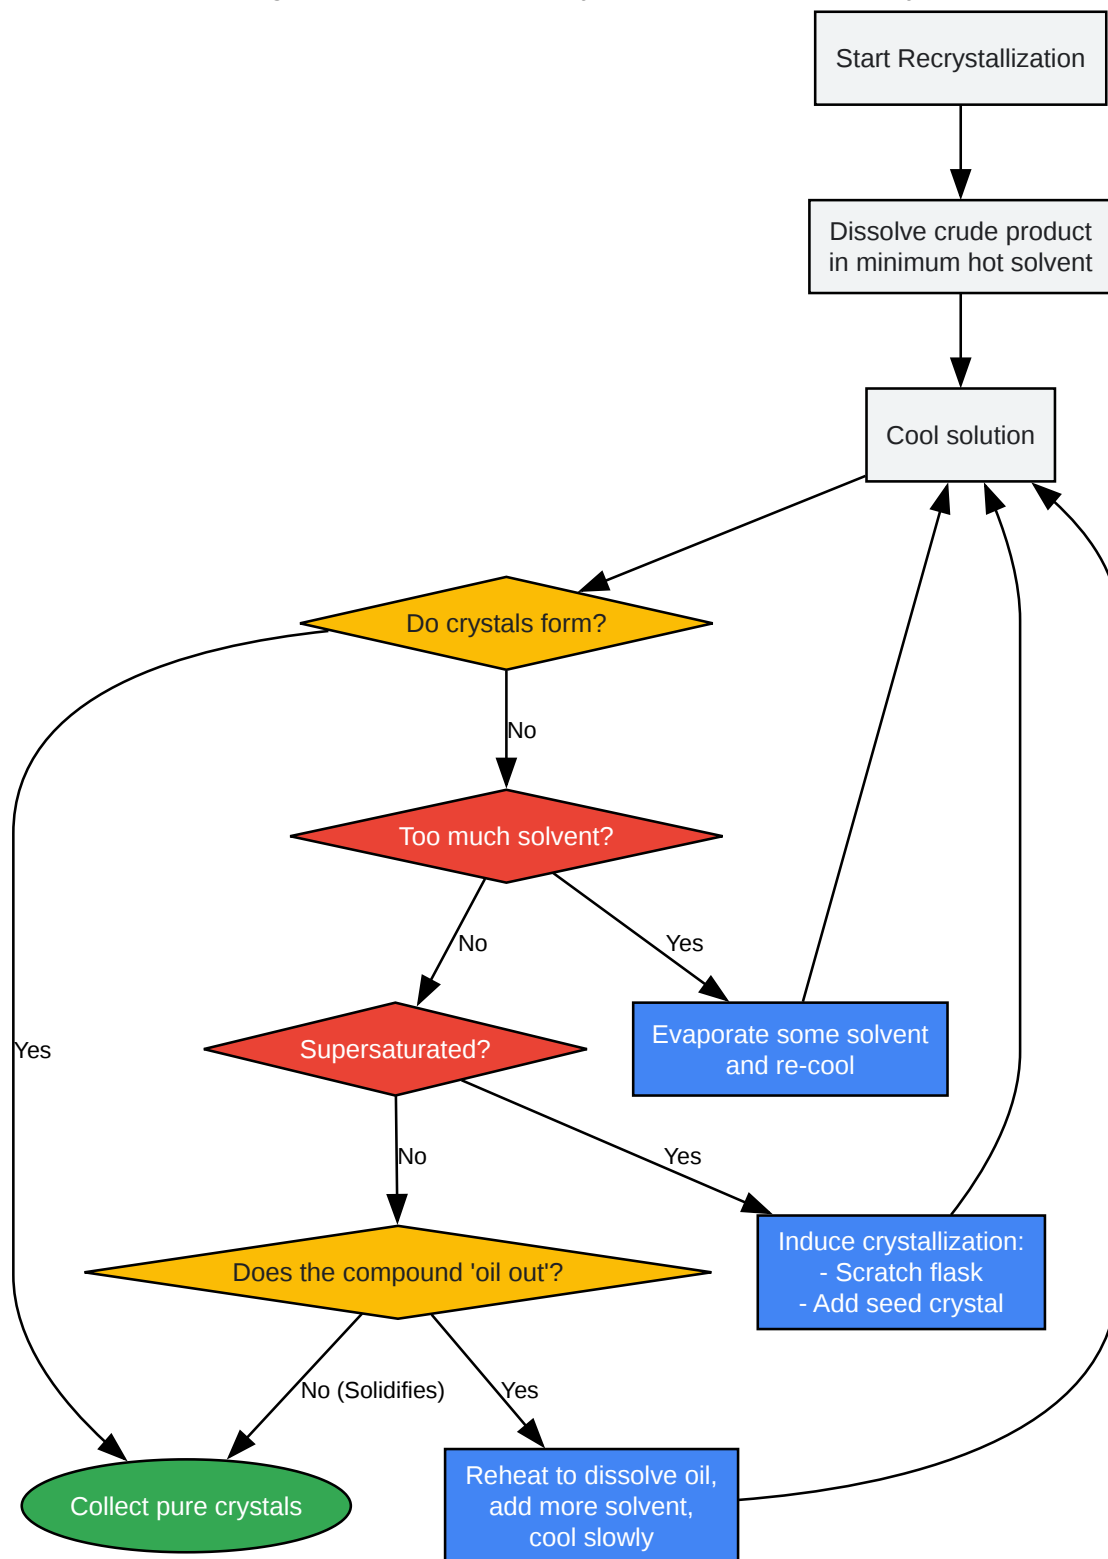 Start Recrystallization
Dissolve crude product
in minimum hot solvent
Cool solution
Do crystals form?
No
Too much solvent?
No
Yes
Supersaturated?
Evaporate some solvent
and re-cool
Yes
No
Yes
Does the compound 'oil out'?
Induce crystallization:
- Scratch flask
- Add seed crystal
No (Solidifies)
Yes
Collect pure crystals
Reheat to dissolve oil,
add more solvent,
cool slowly